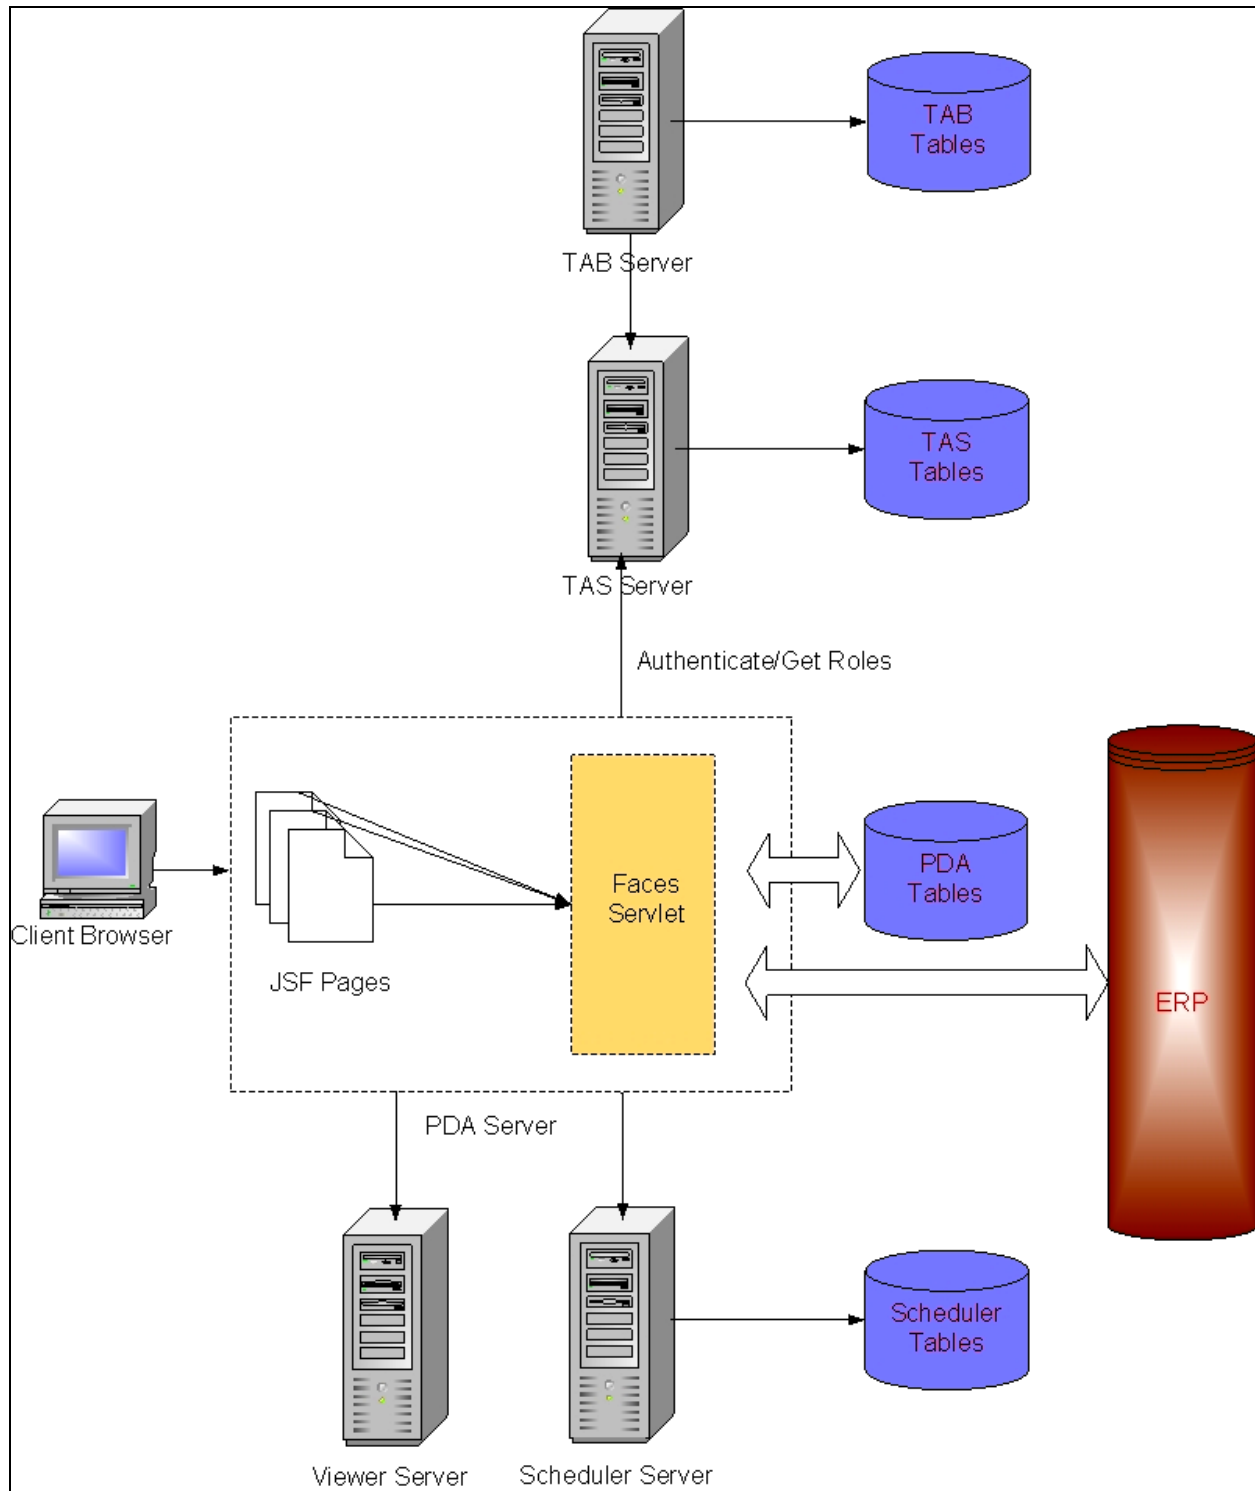 TAB
Tables
TAB Server
TAS
Tables
TAS Server
Authenticate/Get Roles
Faces
Servlet
PDA
Tables
Client Browser
JSF Pages
ERP
PDA Server
Scheduler
Tables
Viewer Server
Scheduler Server